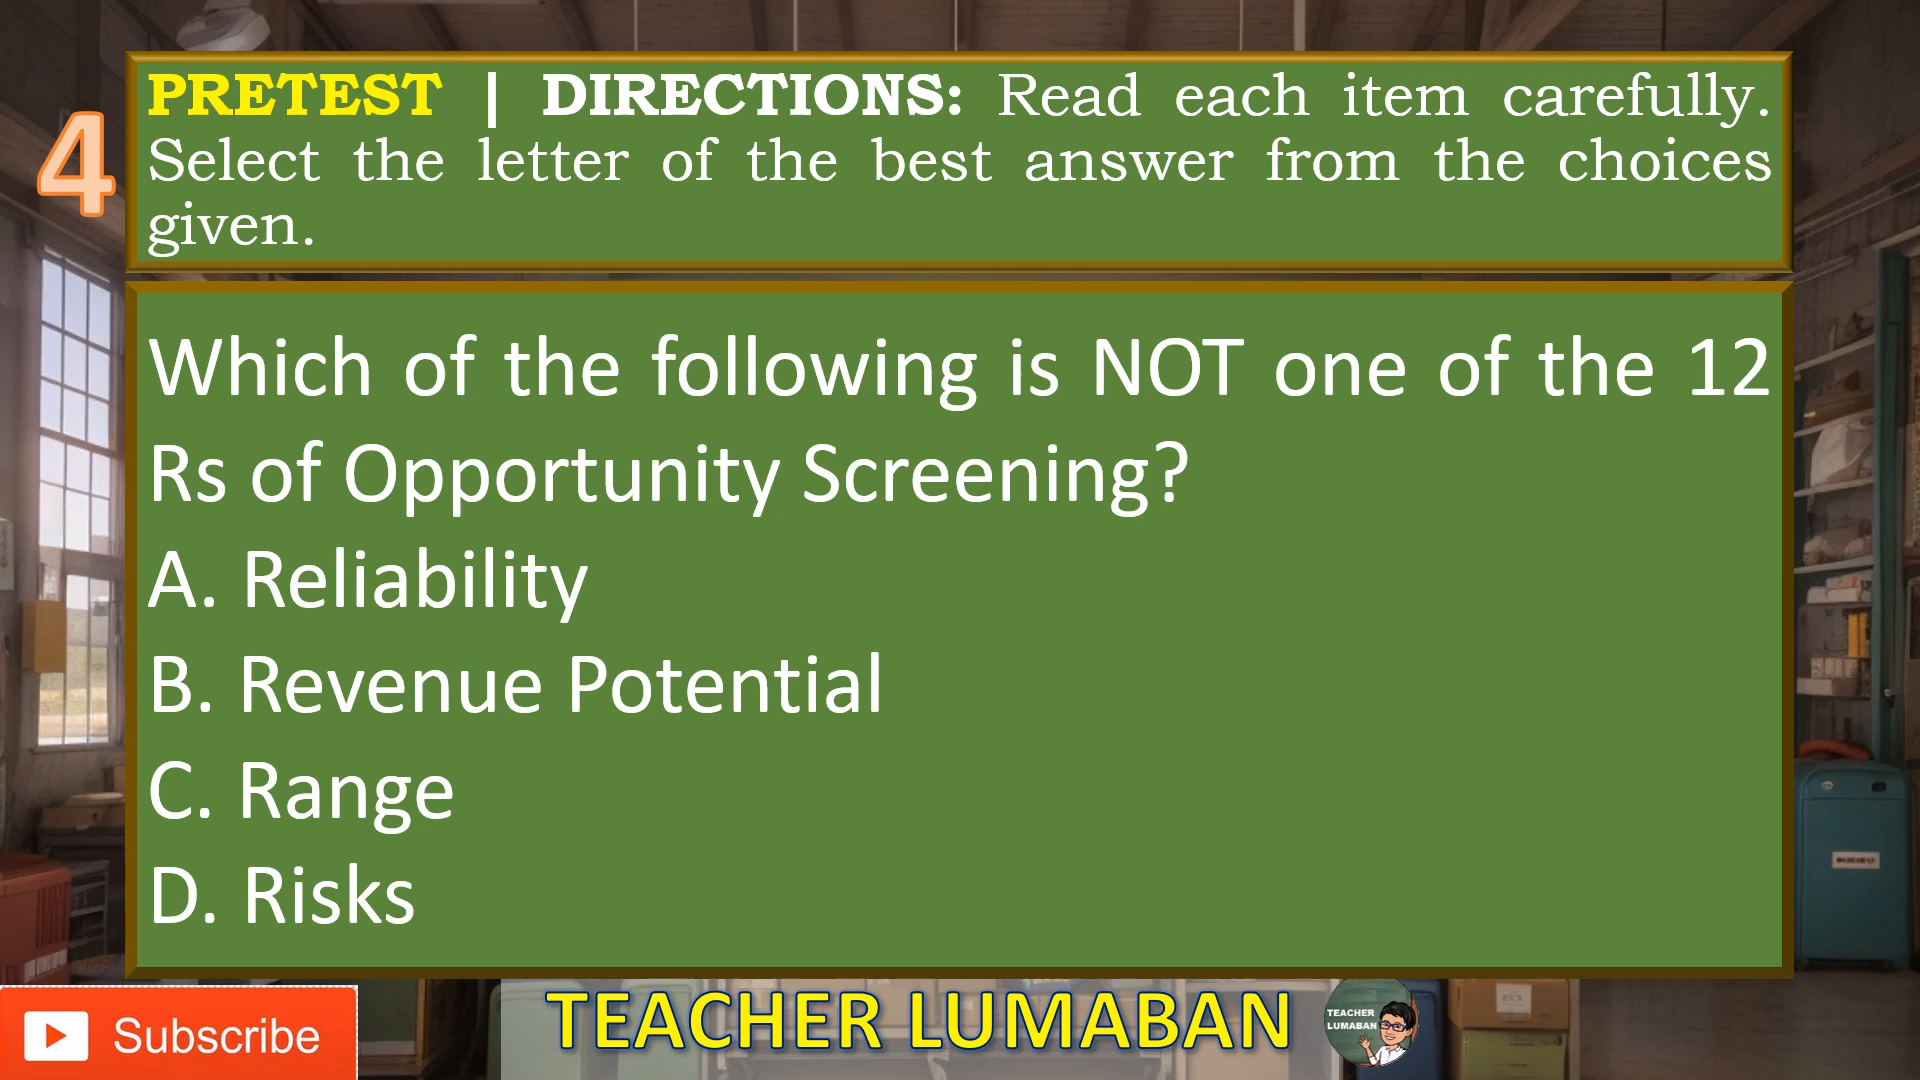 4
PRETEST | DIRECTIONS: Read each item carefully.
Select the letter of the best answer from the choices
given.
Which of the following is NOT one of the 12
Rs of Opportunity Screening?
A. Reliability
B. Revenue Potential
C. Range
D. Risks
Subscribe
TEACHER LUMABAN
TEACHER
LUMABAN